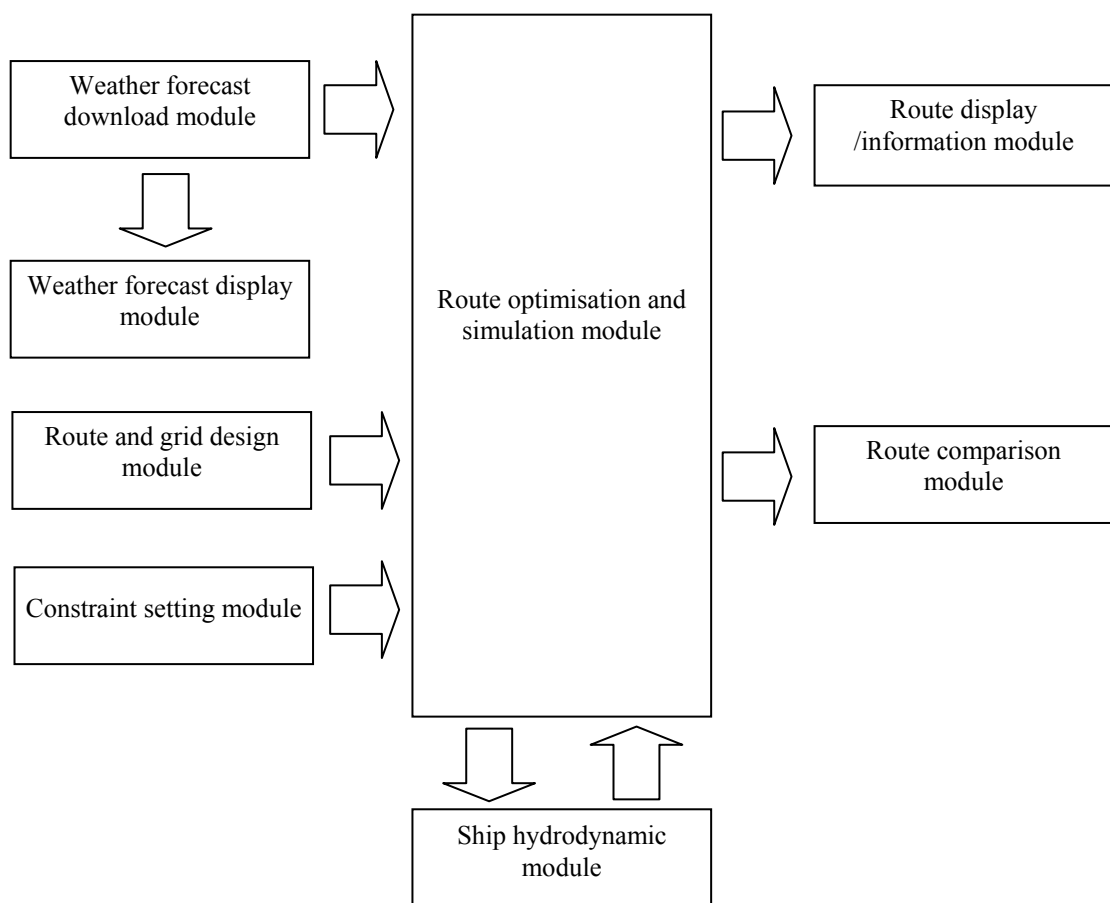 Weather forecast
download module
Weather forecast display
module
Route and grid design
module
Constraint setting module
Route optimisation and
simulation module
Ship hydrodynamic
module
Route display
/information module
Route comparison
module